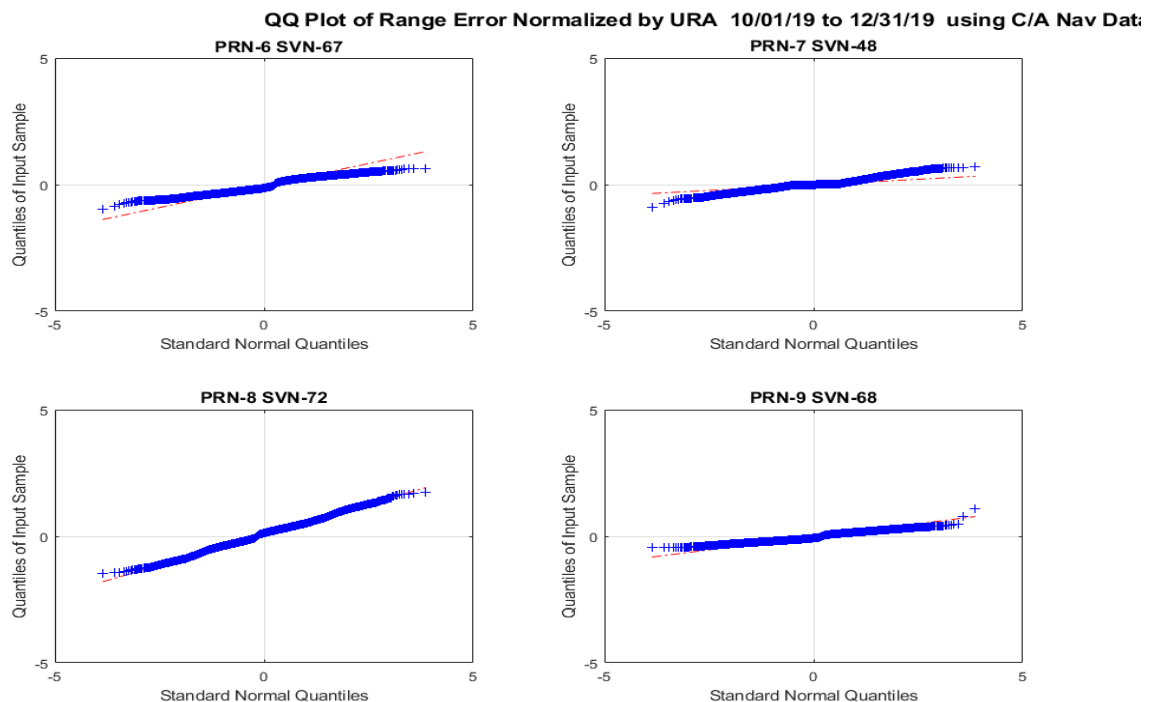 QQ Plot of Range Error Normalized by URA 10/01/19 to 12/31/19 using C/A Nav Data
PRN-6 SVN-67
5
0
-5
Quantiles of Input Sample
-5
0
5
Standard Normal Quantiles
PRN-7 SVN-48
5
0
-5
Quantiles of Input Sample
-5
0
5
Standard Normal Quantiles
PRN-8 SVN-72
5
0
-5
Quantiles of Input Sample
-5
0
5
Standard Normal Quantiles
PRN-9 SVN-68
5
0
-5
Quantiles of Input Sample
-5
0
5
Standard Normal Quantiles